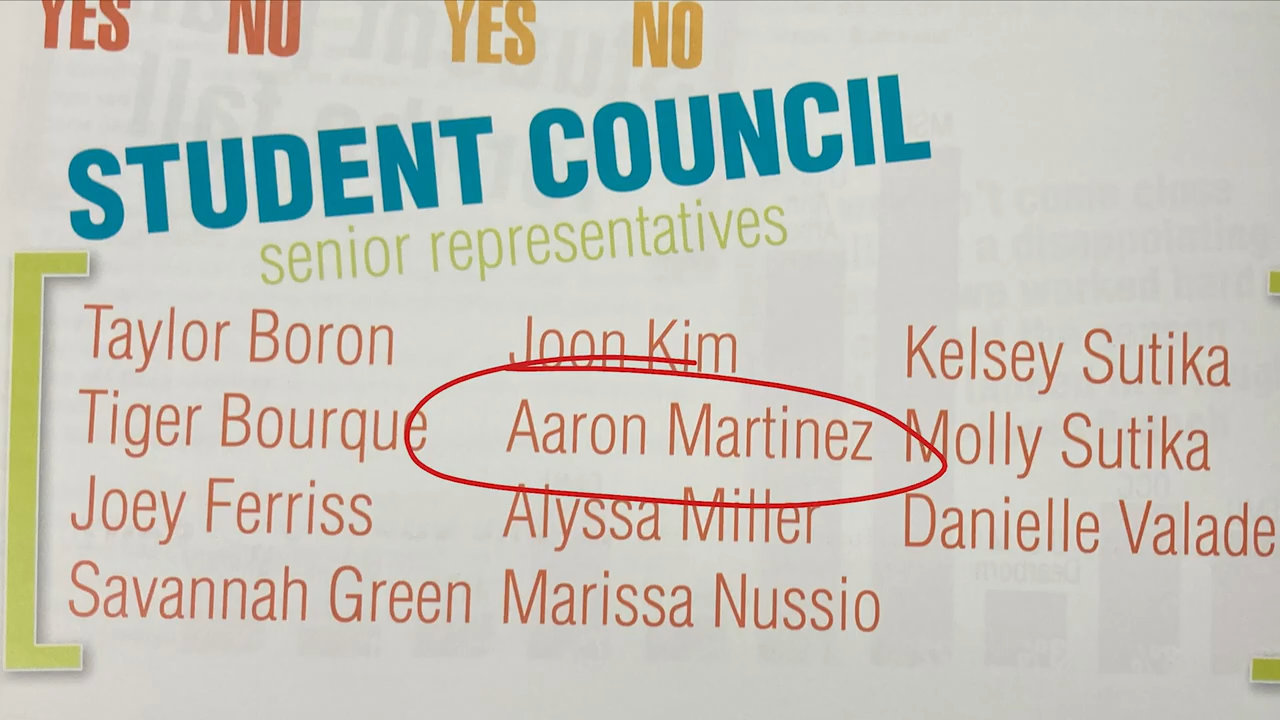 YES NO YES NO
STUDENT COUNCIL
senior representatives
Taylor Boron Joon Kim Kelsey Sutika
Tiger Bourque Aaron Martinez Molly Sutika
Joey Ferriss Alyssa Miller Danielle Valade
Savannah Green Marissa Nussio